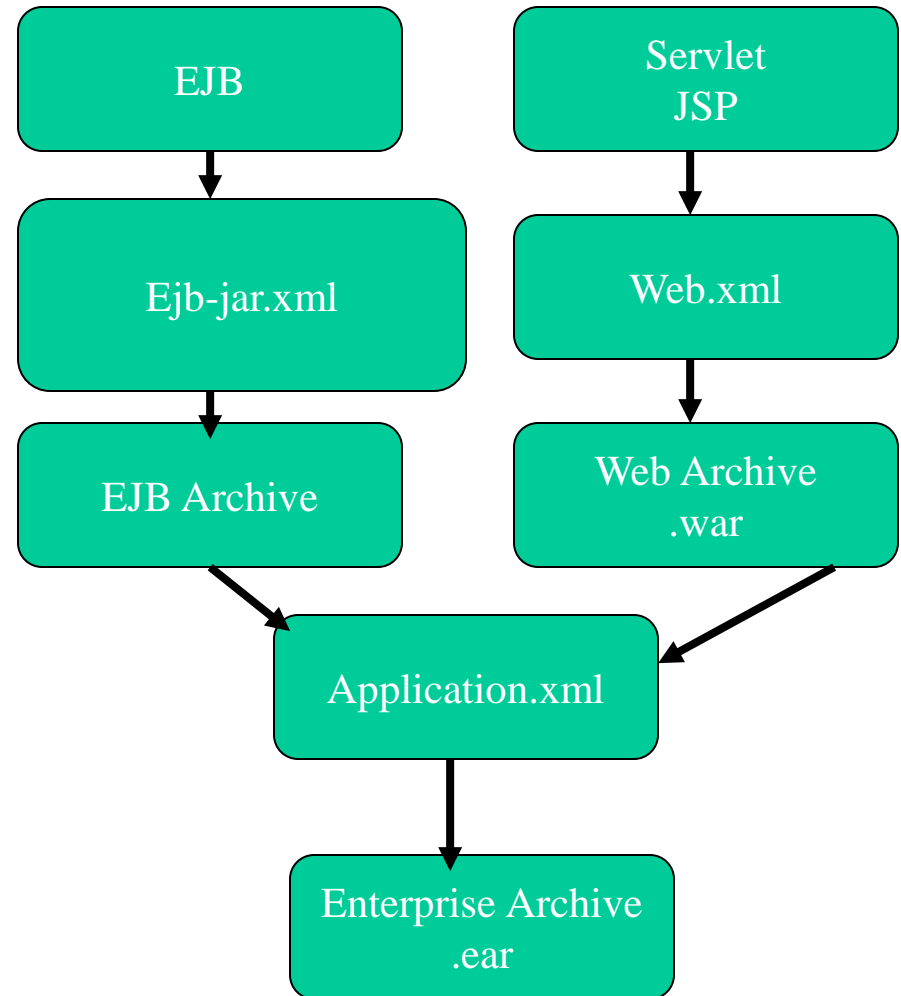 EJB
Servlet
JSP
Ejb-jar.xml
Web.xml
EJB Archive
Web Archive
.war
Application.xml
Enterprise Archive
.ear